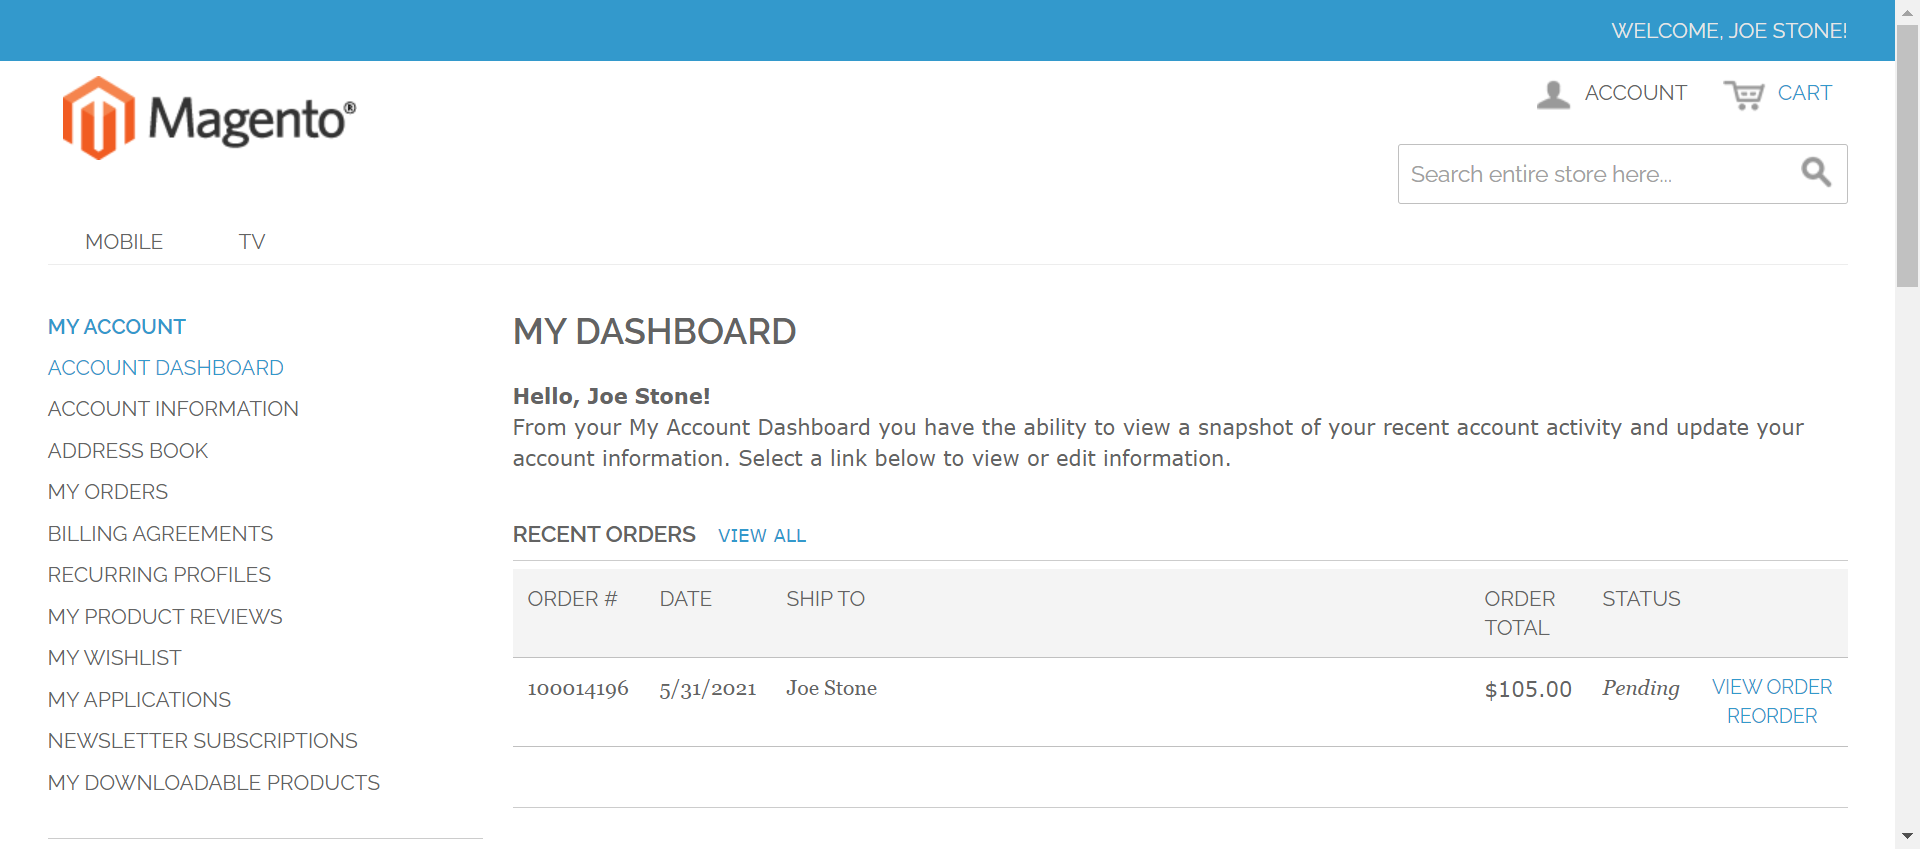 WELCOME, JOE STONE!
Magento®
ACCOUNT
CART
Search entire store here...
MOBILE
TV
MY ACCOUNT
ACCOUNT DASHBOARD
ACCOUNT INFORMATION
ADDRESS BOOK
MY ORDERS
BILLING AGREEMENTS
RECURRING PROFILES
MY PRODUCT REVIEWS
MY WISHLIST
MY APPLICATIONS
NEWSLETTER SUBSCRIPTIONS
MY DOWNLOADABLE PRODUCTS
MY DASHBOARD
Hello, Joe Stone!
From your My Account Dashboard you have the ability to view a snapshot of your recent account activity and update your
account information. Select a link below to view or edit information.
RECENT ORDERS VIEW ALL
ORDER # DATE SHIP TO ORDER TOTAL STATUS
100014196 5/31/2021 Joe Stone $105.00 Pending VIEW ORDER
REORDER